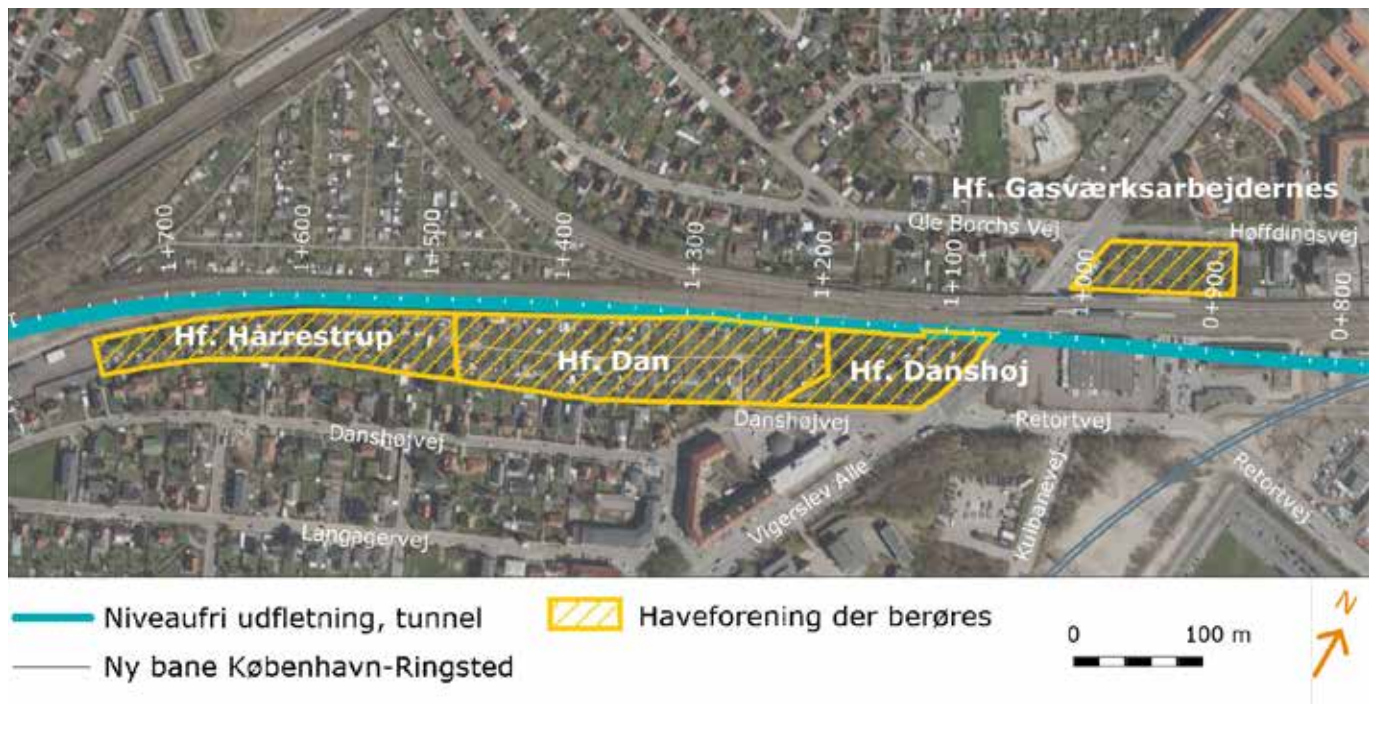 Hf. Gasværksarbejdernes
Ole Borchs Vej
Høffdingsvej
1+700
1+600
1+500
1+400
1+300
1+200
1+100
1+000
0+900
0+800
Hf. Hårrestrup
Hf. Dan
Hf. Danshøj
Danshøjvej
Danshøjvej
Retortvej
Vigerslev Alle
Kulbanevej
Retortvej
Langagervej
Niveaufri udfletning, tunnel
Haveforening der berøres
Ny bane København-Ringsted
0 100 m
N